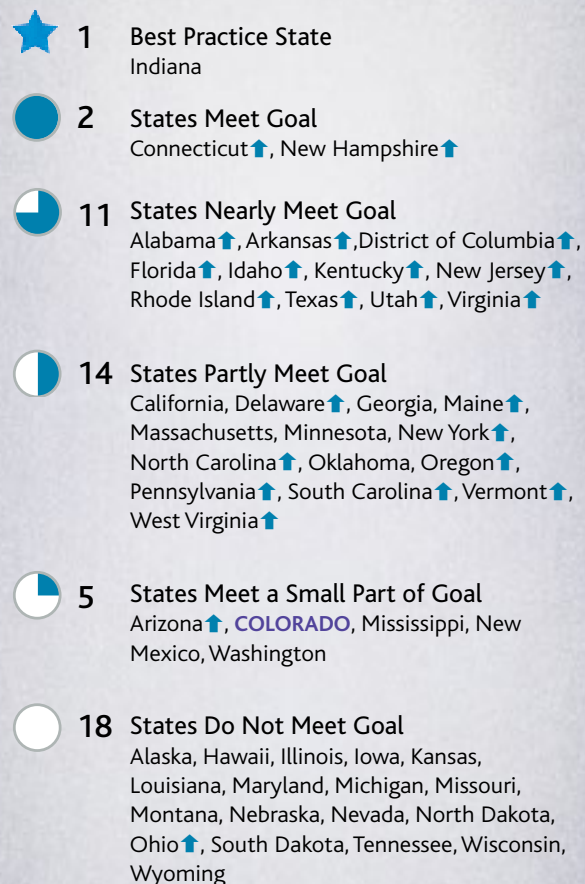 1 Best Practice State
Indiana
2 States Meet Goal
Connecticut⬆, New Hampshire⬆
11 States Nearly Meet Goal
Alabama⬆, Arkansas⬆,District of Columbia⬆,
Florida⬆, Idaho⬆, Kentucky⬆, New Jersey⬆,
Rhode Island⬆, Texas⬆, Utah⬆, Virginia⬆
14 States Partly Meet Goal
California, Delaware⬆, Georgia, Maine⬆,
Massachusetts, Minnesota, New York⬆,
North Carolina⬆, Oklahoma, Oregon⬆,
Pennsylvania⬆, South Carolina⬆, Vermont⬆,
West Virginia⬆
5 States Meet a Small Part of Goal
Arizona⬆, COLORADO, Mississippi, New
Mexico, Washington
18 States Do Not Meet Goal
Alaska, Hawaii, Illinois, Iowa, Kansas,
Louisiana, Maryland, Michigan, Missouri,
Montana, Nebraska, Nevada, North Dakota,
Ohio⬆, South Dakota, Tennessee, Wisconsin,
Wyoming